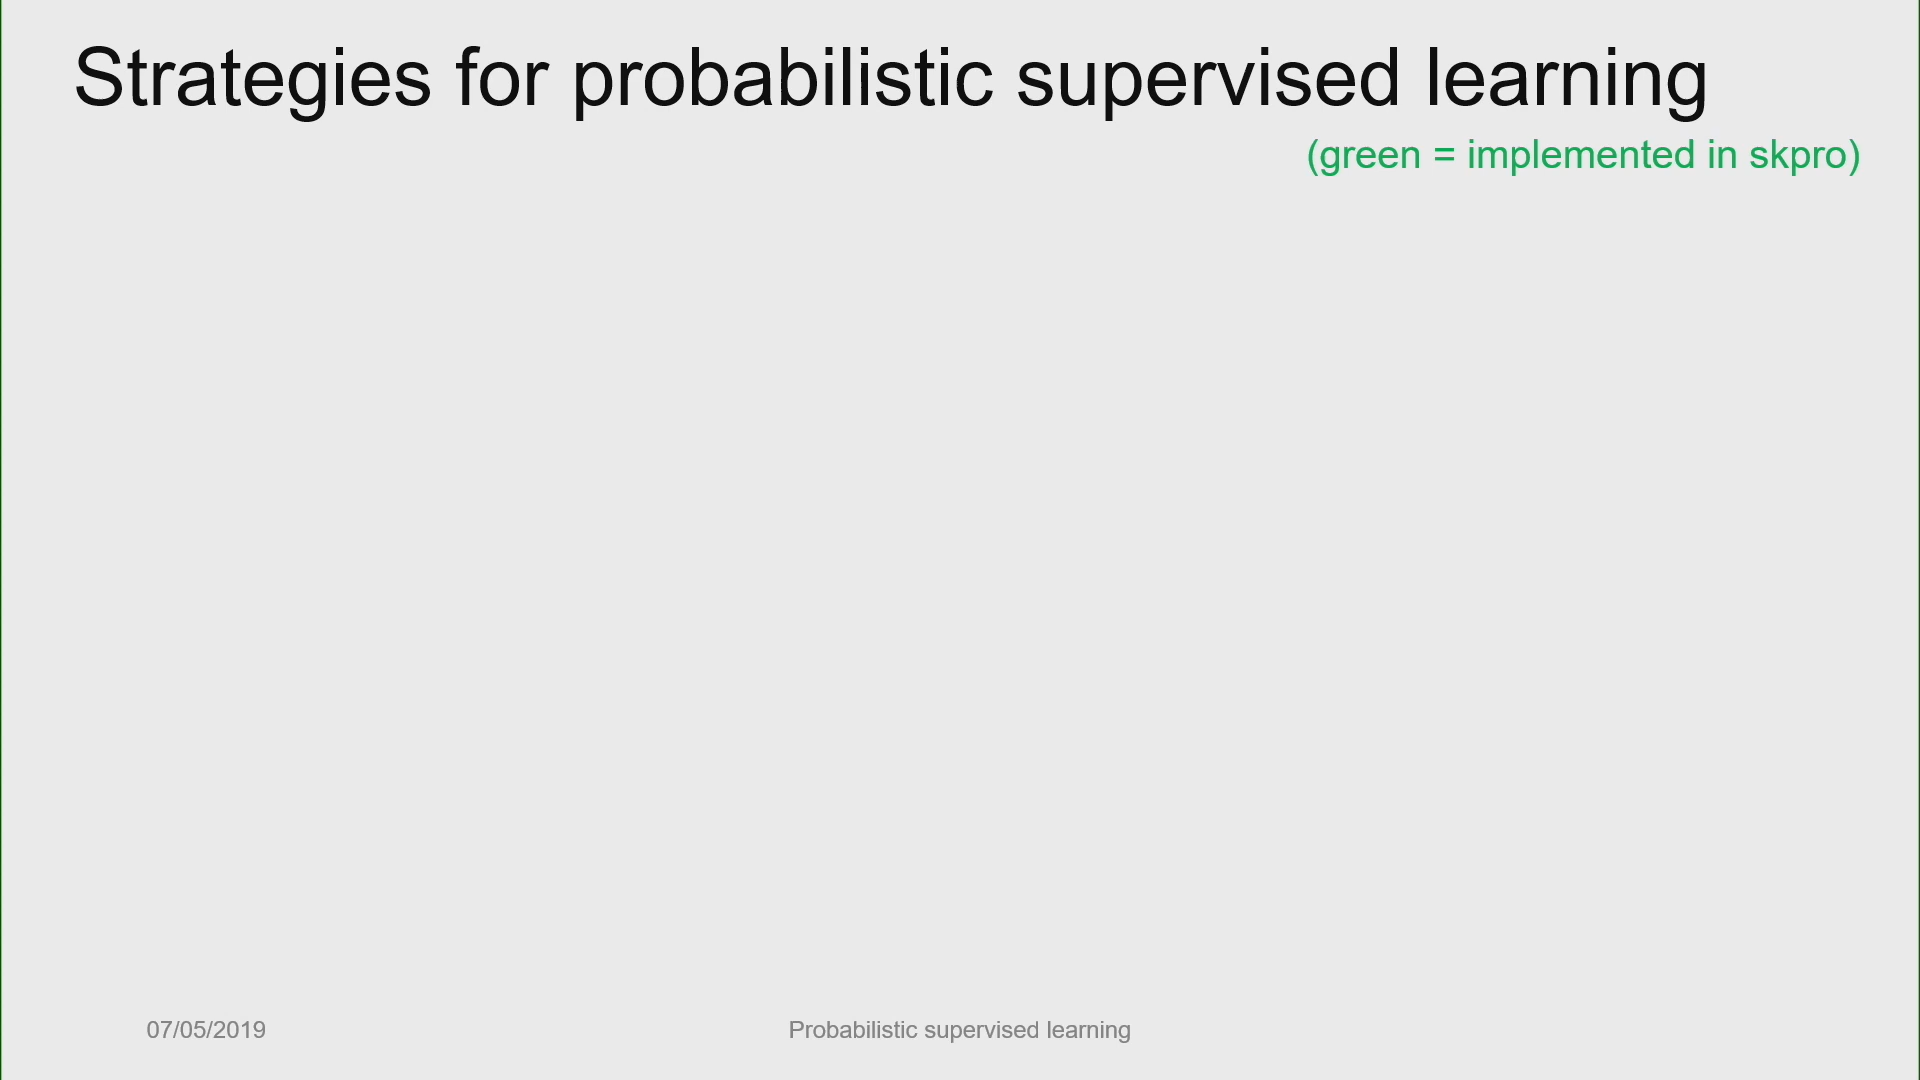 Strategies for probabilistic supervised learning
(green = implemented in skpro)
07/05/2019
Probabilistic supervised learning